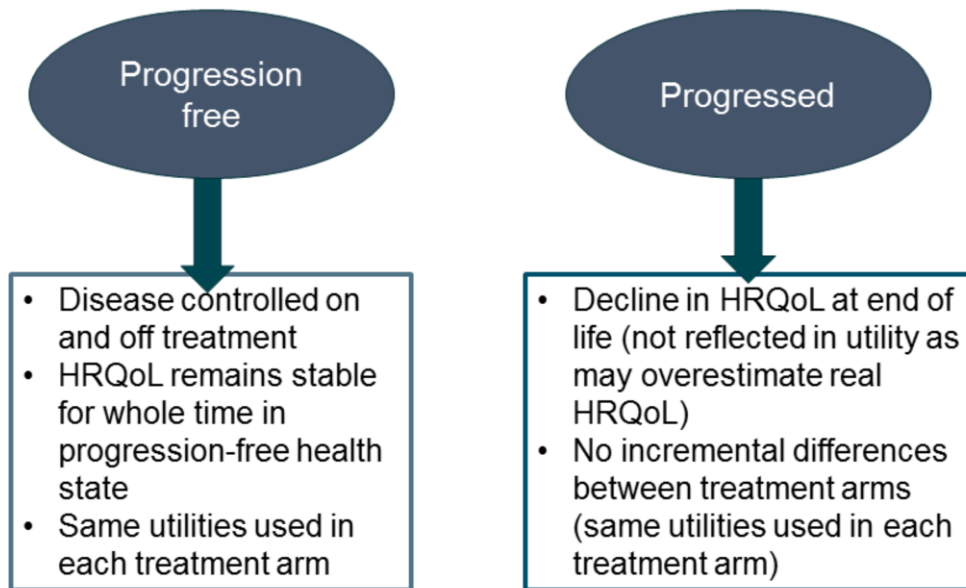 Progression
free
• Disease controlled on
and off treatment
• HRQoL remains stable
for whole time in
progression-free health
state
• Same utilities used in
each treatment arm
Progressed
• Decline in HRQoL at end of
life (not reflected in utility as
may overestimate real
HRQoL)
• No incremental differences
between treatment arms
(same utilities used in each
treatment arm)